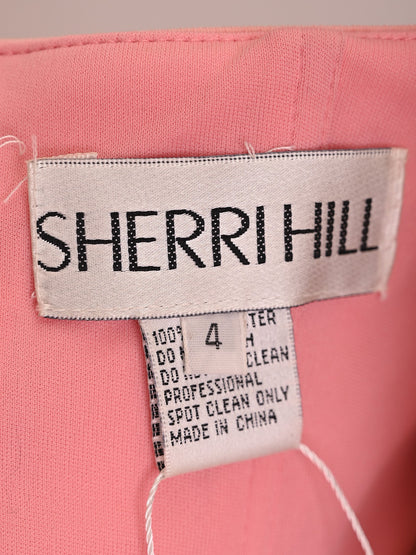 SHERRI HILL
4
100%
DO
CLEAN
DO
PROFESSIONAL
SPOT CLEAN ONLY
MADE IN CHINA